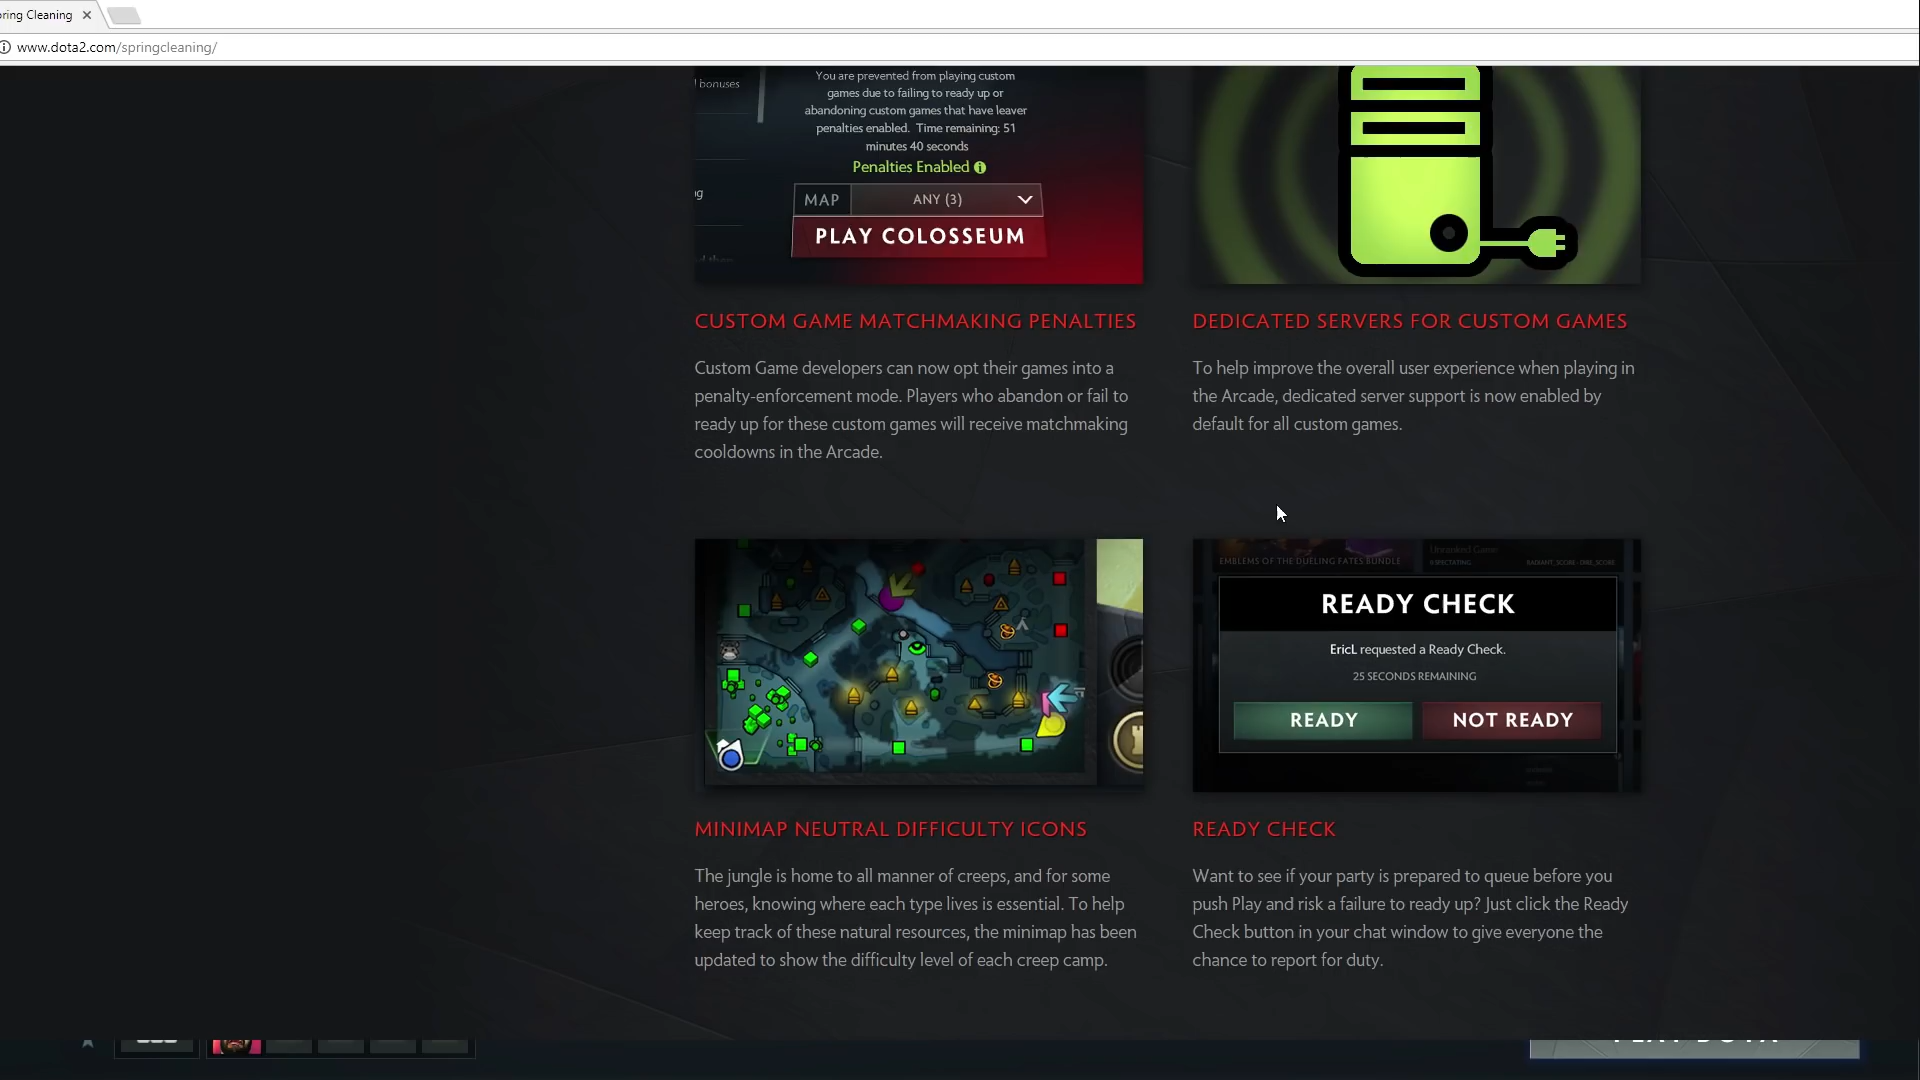 pring Cleaning
www.dota2.com/springcleaning/
l bonuses
You are prevented from playing custom
games due to failing to ready up or
abandoning custom games that have leaver
penalties enabled. Time remaining: 51
minutes 40 seconds
Penalties Enabled
MAP ANY (3)
PLAY COLOSSEUM
CUSTOM GAME MATCHMAKING PENALTIES
Custom Game developers can now opt their games into a
penalty-enforcement mode. Players who abandon or fail to
ready up for these custom games will receive matchmaking
cooldowns in the Arcade.
DEDICATED SERVERS FOR CUSTOM GAMES
To help improve the overall user experience when playing in
the Arcade, dedicated server support is now enabled by
default for all custom games.
MINIMAP NEUTRAL DIFFICULTY ICONS
The jungle is home to all manner of creeps, and for some
heroes, knowing where each type lives is essential. To help
keep track of these natural resources, the minimap has been
updated to show the difficulty level of each creep camp.
EMBLEMS OF THE DUELING FATES BUNDLE
Unranked Game
RADIANT_SCORE - DIRE_SCORE
READY CHECK
EricL requested a Ready Check.
25 SECONDS REMAINING
READY NOT READY
READY CHECK
Want to see if your party is prepared to queue before you
push Play and risk a failure to ready up? Just click the Ready
Check button in your chat window to give everyone the
chance to report for duty.
PLAY DOTA